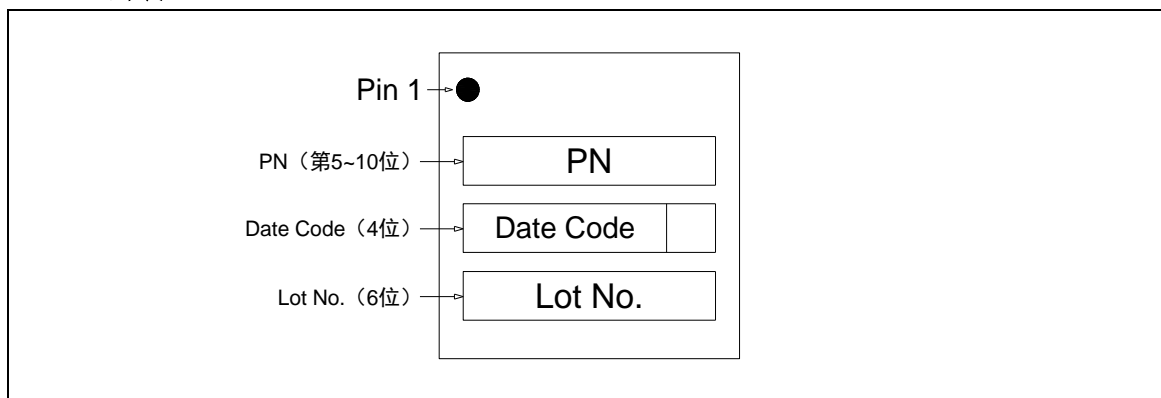 Pin 1
PN（第5~10位） PN
Date Code（4位） Date Code
Lot No.（6位） Lot No.